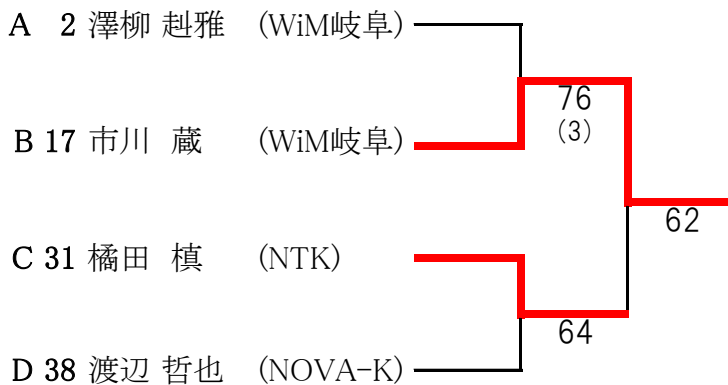 A 2 澤柳 赳雅 (WiM岐阜)
76
(3)
B 17 市川 蔵 (WiM岐阜)
62
C 31 橘田 槙 (NTK)
64
D 38 渡辺 哲也 (NOVA-K)